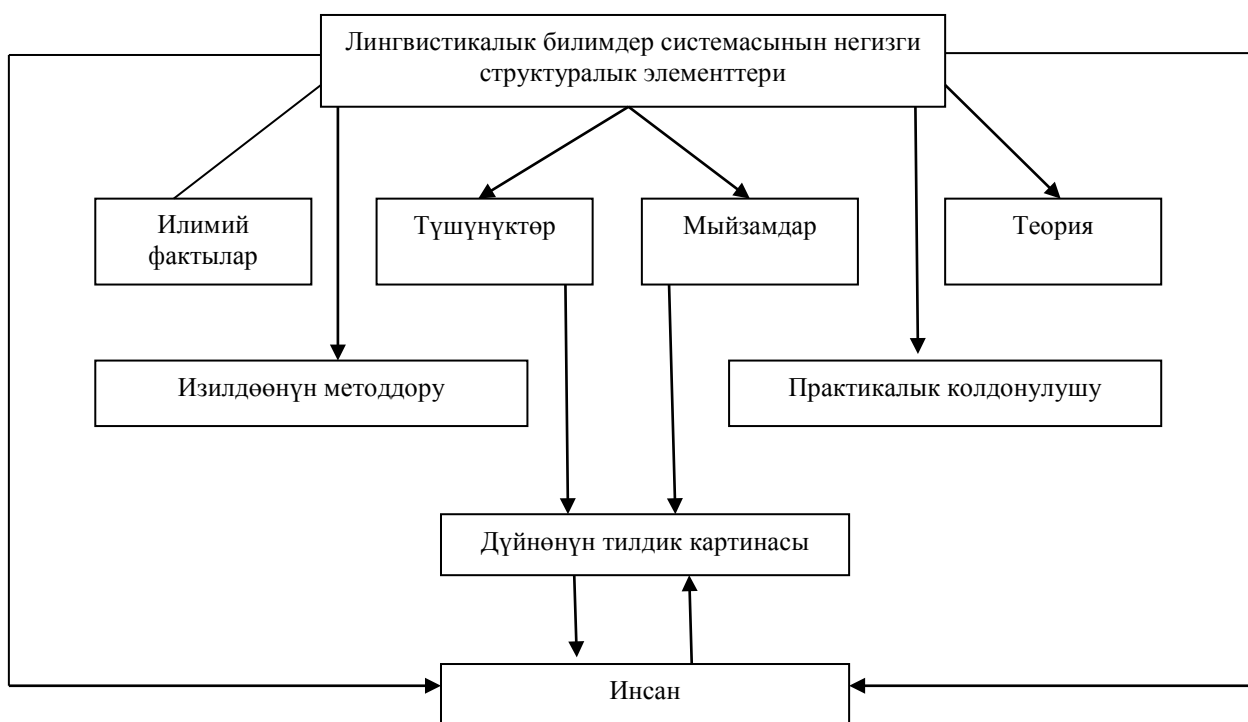 Лингвистикалык билимдер системасынын негизги
структуралык элементтери
Илимий
фактылар
Түшүнүктөр
Мыйзамдар
Теория
Изилдөөнүн методдору
Практикалык колдонулушу
Дүйнөнүн тилдик картинасы
Инсан